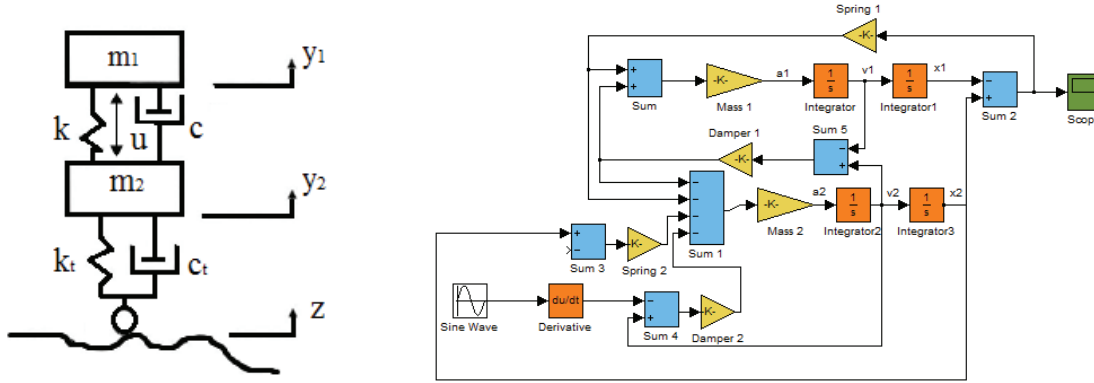 m1
y1
k
u
c
m2
y2
kt
ct
z
Spring 1
-K-
+
+
Sum
-K-
Mass 1
a1
1
s
Integrator
v1
1
s
Integrator1
x1
−
+
Sum 2
Scop
Damper 1
-K-
Sum 5
−
+
−
−
−
−
Sum 1
-K-
Mass 2
a2
1
s
Integrator2
v2
1
s
Integrator3
x2
+
−
Sum 3
K-
Spring 2
Sine Wave
du/dt
Derivative
−
+
Sum 4
-K-
Damper 2